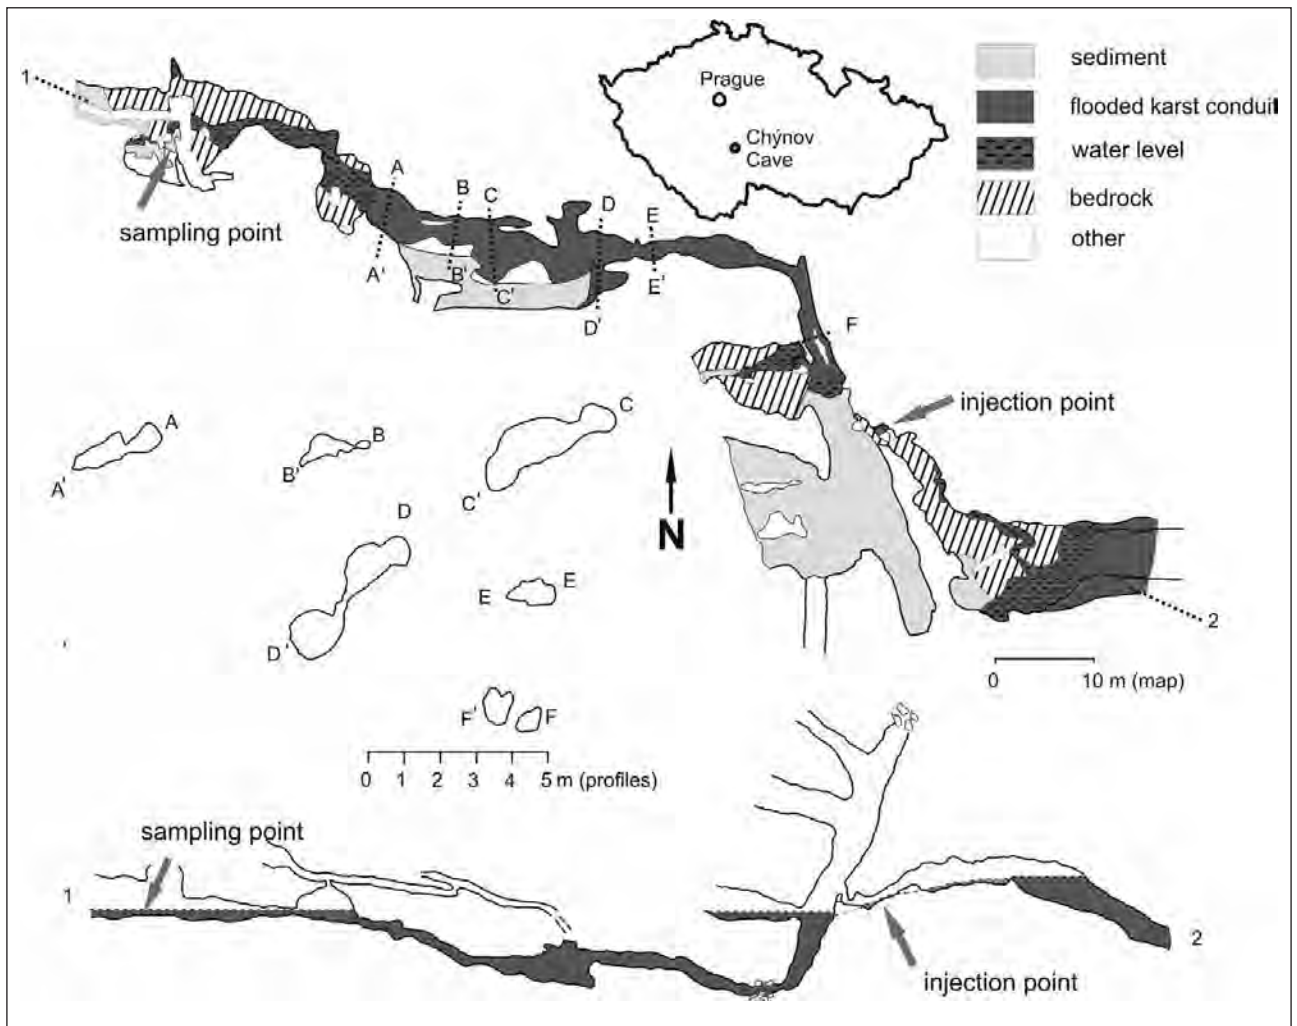 1
sampling point
A
B
C
D
E
A'
B'
C'
D'
E'
F
Prague
Chýnov
Cave
sediment
flooded karst conduit
water level
bedrock
other
injection point
A
A'
B
B'
C
C'
D
D'
E
E
F'
F
N
2
0 10 m (map)
0 1 2 3 4 5 m (profiles)
sampling point
1
2
injection point